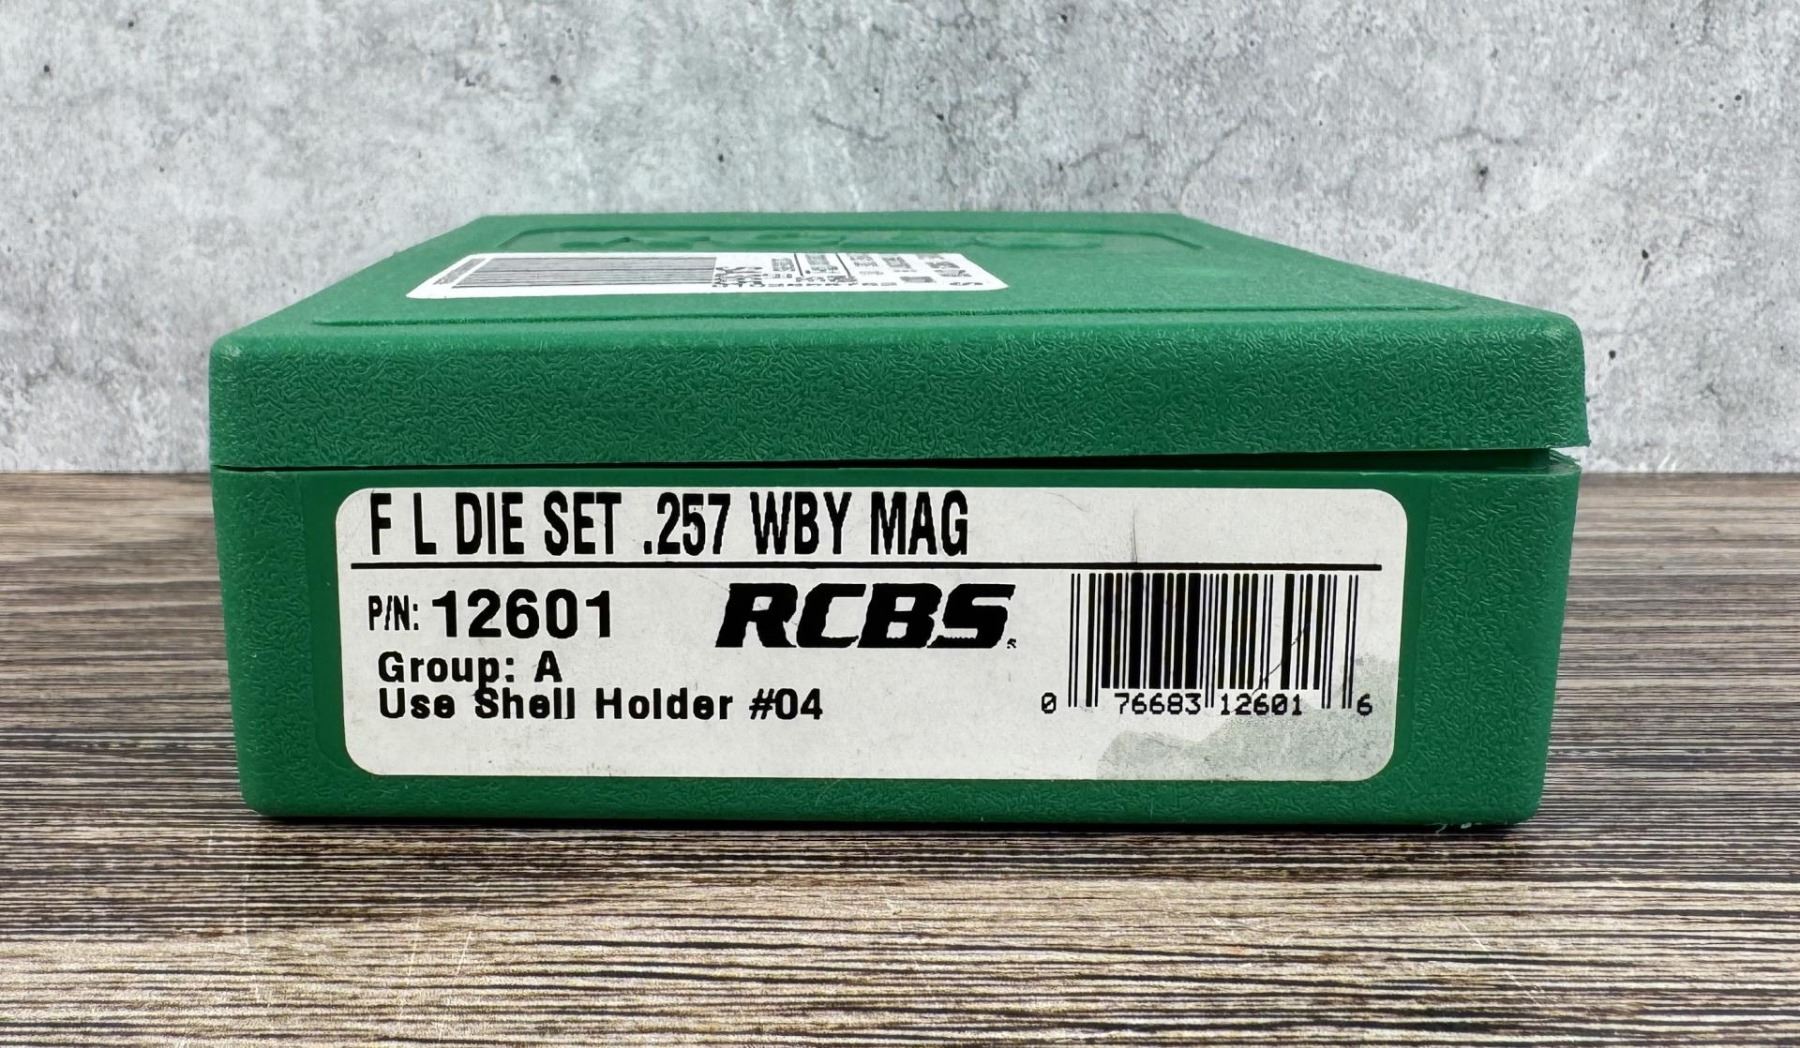 F L DIE SET .257 WBY MAG
P/N: 12601
RCBS
Group: A
Use Shell Holder #04
0 76683 12601 6